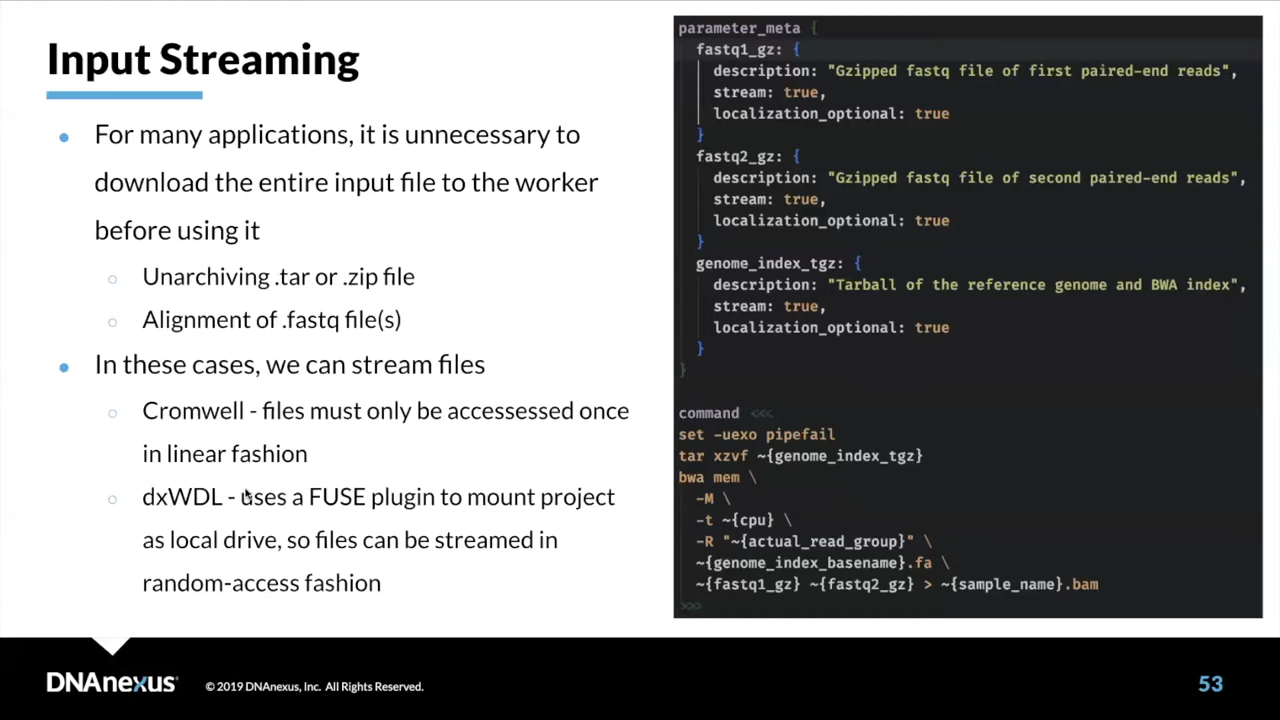 Input Streaming
For many applications, it is unnecessary to
download the entire input file to the worker
before using it
Unarchiving .tar or .zip file
Alignment of .fastq file(s)
In these cases, we can stream files
Cromwell - files must only be accessessed once
in linear fashion
dxWDL - uses a FUSE plugin to mount project
as local drive, so files can be streamed in
random-access fashion
parameter_meta {
fastq1_gz: {
description: "Gzipped fastq file of first paired-end reads",
stream: true,
localization_optional: true
}
fastq2_gz: {
description: "Gzipped fastq file of second paired-end reads",
stream: true,
localization_optional: true
}
genome_index_tgz: {
description: "Tarball of the reference genome and BWA index",
stream: true,
localization_optional: true
}
}
command <<<
set -uexo pipefail
tar xzvf ~{genome_index_tgz}
bwa mem \
-M \
-t ~{cpu} \
-R "~{actual_read_group}" \
~{genome_index_basename}.fa \
~{fastq1_gz} ~{fastq2_gz} > ~{sample_name}.bam
>>>
DNAnexus
© 2019 DNAnexus, Inc. All Rights Reserved.
53